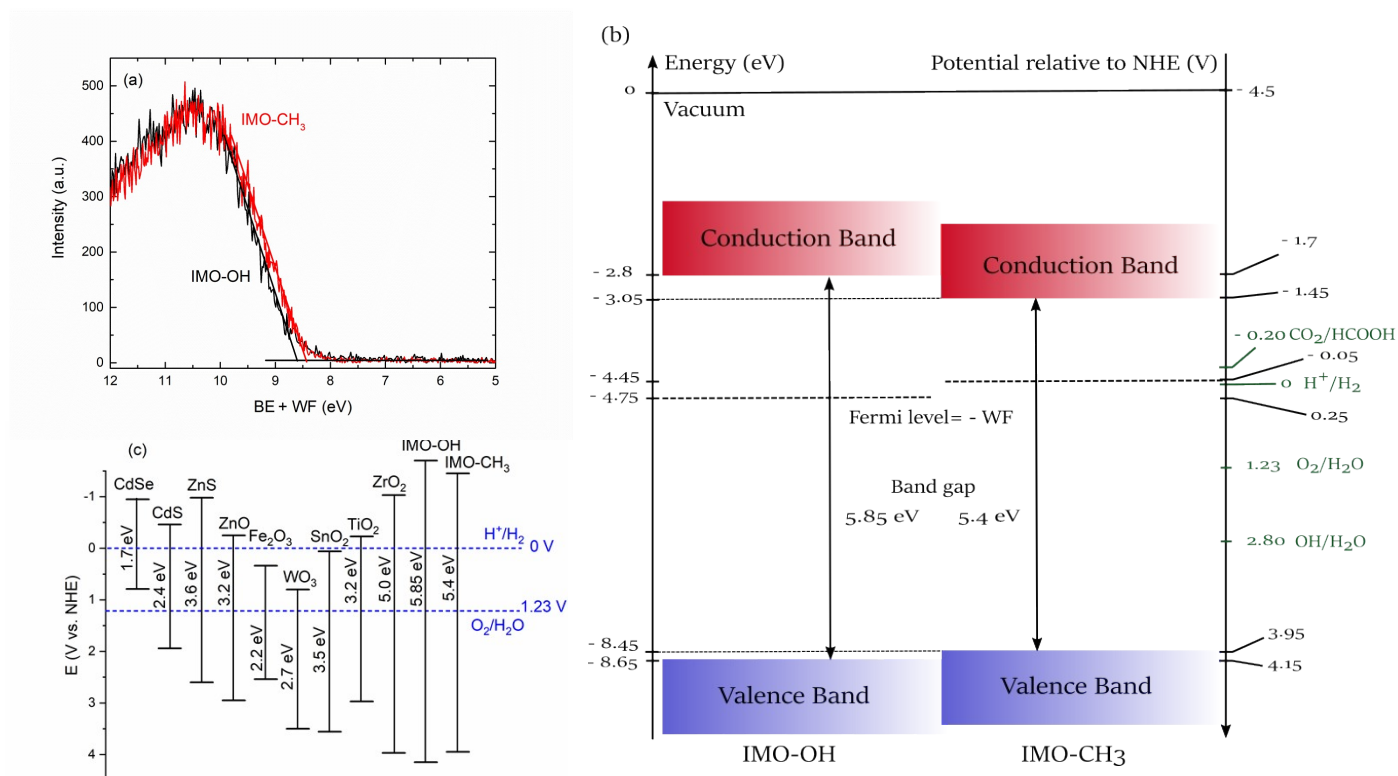 (a)
500
400
300
200
100
0
Intensity (a.u.)
IMO-CH3
IMO-OH
12 11 10 9 8 7 6 5
BE + WF (eV)
(b)
Energy (eV)
Potential relative to NHE (V)
0
Vacuum
- 4.5
Conduction Band
Conduction Band
- 2.8
- 3.05
- 1.7
- 1.45
- 0.20 CO2/HCOOH
- 0.05
0 H+/H2
0.25
- 4.45
- 4.75
Fermi level= - WF
1.23 O2/H2O
Band gap
5.85 eV 5.4 eV
2.80 OH/H2O
- 8.45
- 8.65
3.95
4.15
Valence Band
Valence Band
IMO-OH
IMO-CH3
(c)
E (V vs. NHE)
-1
0
1
2
3
4
CdSe
1.7 eV
CdS
2.4 eV
ZnS
3.6 eV
ZnO
3.2 eV
Fe2O3
2.2 eV
WO3
2.7 eV
SnO2
3.5 eV
TiO2
3.2 eV
ZrO2
5.0 eV
IMO-OH
5.85 eV
IMO-CH3
5.4 eV
H+/H2
0 V
1.23 V
O2/H2O